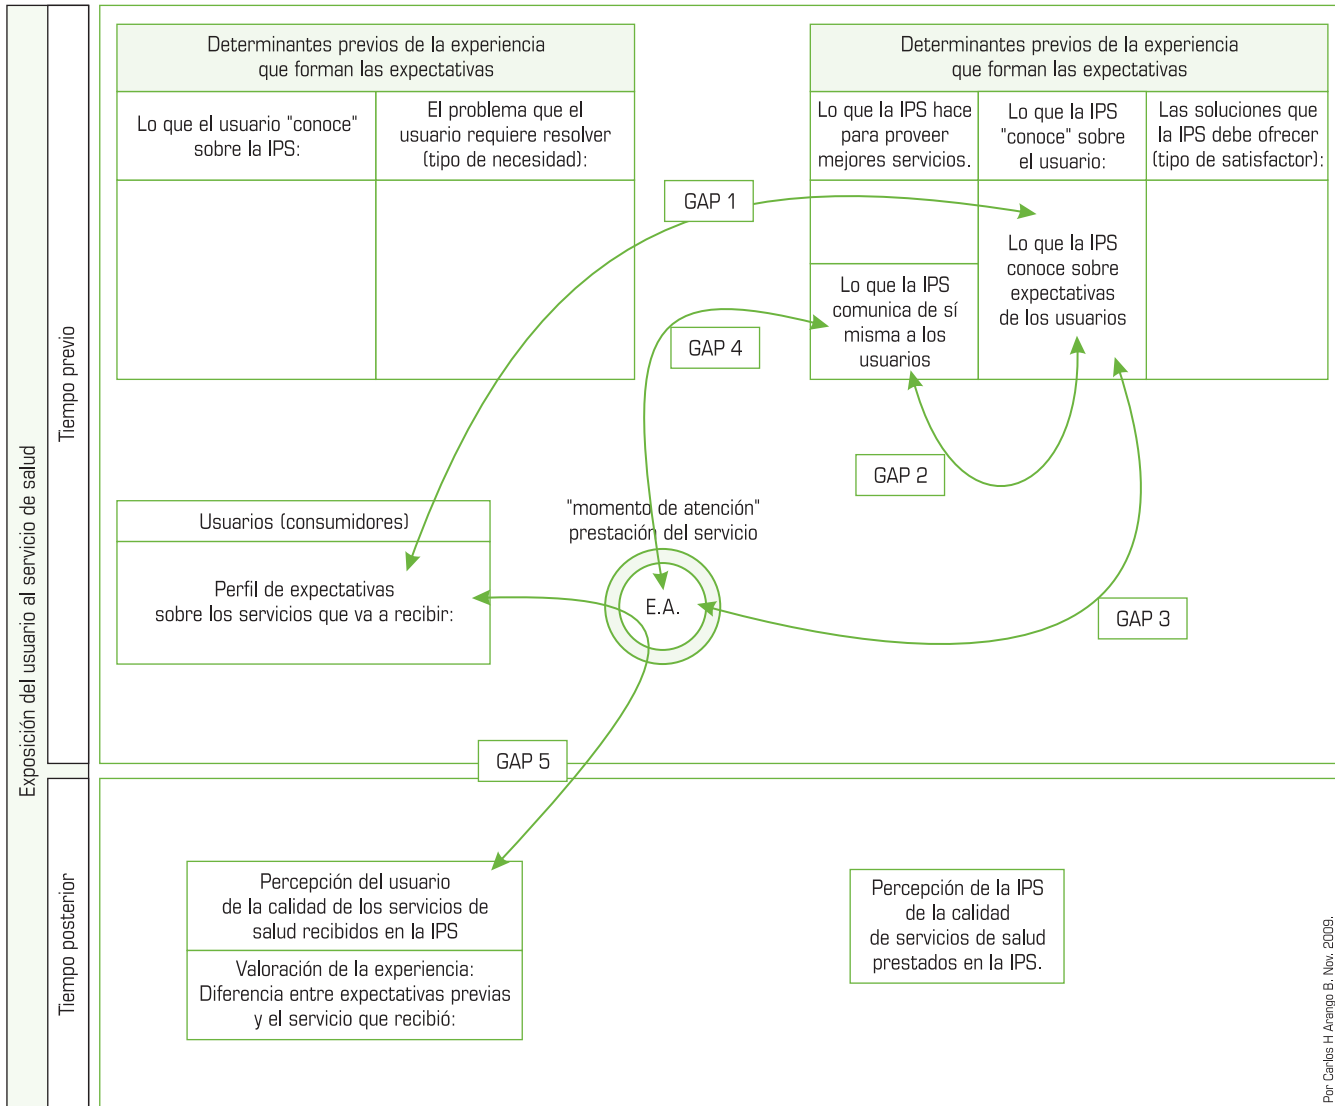 Exposición del usuario al servicio de salud
Tiempo previo
Determinantes previos de la experiencia
que forman las expectativas
Lo que el usuario "conoce"
sobre la IPS:
El problema que el
usuario requiere resolver
(tipo de necesidad):
Determinantes previos de la experiencia
que forman las expectativas
Lo que la IPS hace
para proveer
mejores servicios.
Lo que la IPS
"conoce" sobre
el usuario:
Las soluciones que
la IPS debe ofrecer
(tipo de satisfactor):
GAP 1
Lo que la IPS
conoce sobre
expectativas
de los usuarios
Lo que la IPS
comunica de sí
misma a los
usuarios
GAP 4
GAP 2
Usuarios (consumidores)
Perfil de expectativas
sobre los servicios que va a recibir:
"momento de atención"
prestación del servicio
E.A.
GAP 3
GAP 5
Tiempo posterior
Percepción del usuario
de la calidad de los servicios de
salud recibidos en la IPS
Valoración de la experiencia:
Diferencia entre expectativas previas
y el servicio que recibió:
Percepción de la IPS
de la calidad
de servicios de salud
prestados en la IPS.
Por Carlos H Arango B. Nov. 2009.